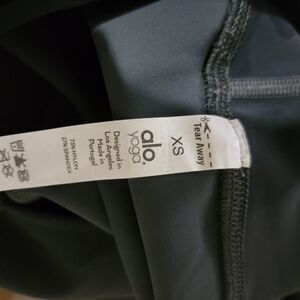 Tear Away
XS
alo.
yoga
Designed in
Los Angeles
Made in
Portugal
73% NYLON
27% SPANDEX